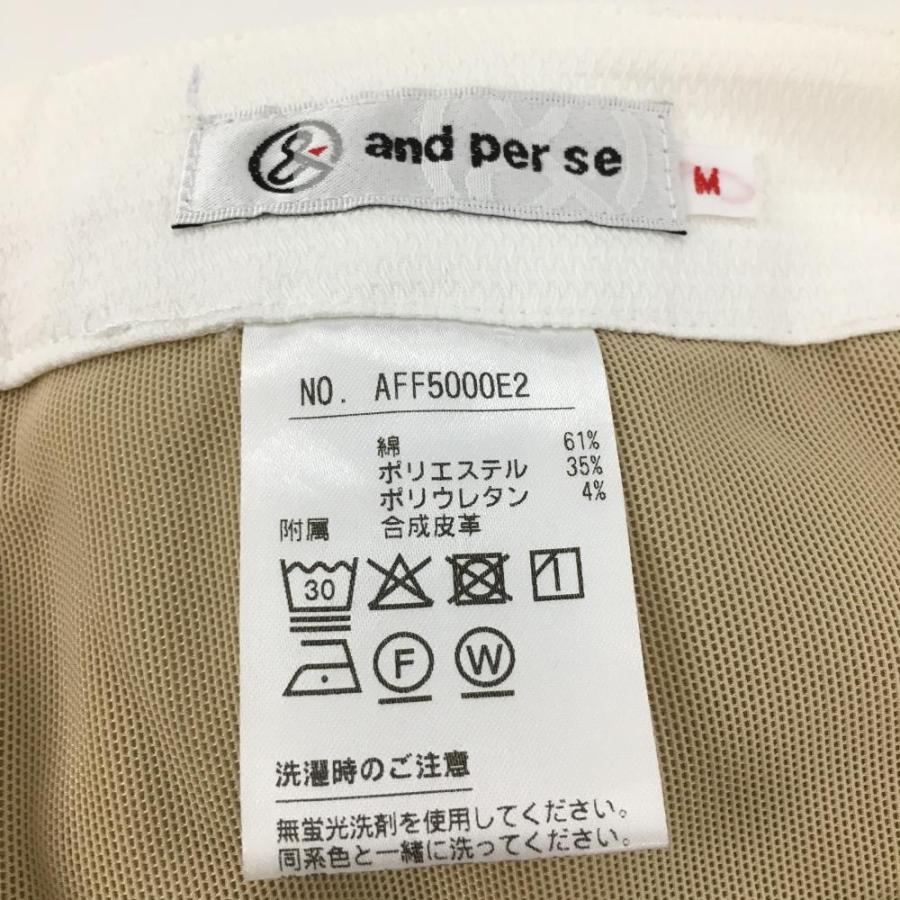 and per se
M
NO. AFF5000E2
綿 61%
ポリエステル 35%
ポリウレタン 4%
附属 合成皮革
30
F W
洗濯時のご注意
無蛍光洗剤を使用してください。
同系色と一緒に洗ってください。